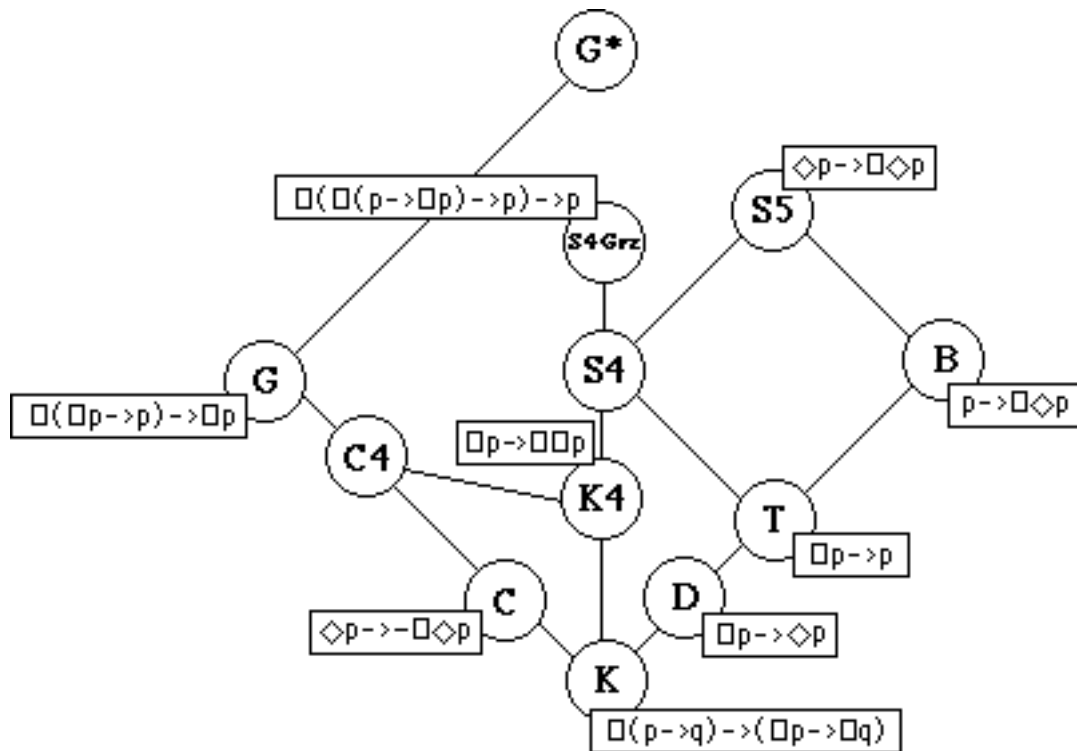 G*
◇p->□◇p
□(□(p->□p)->p)->p
S5
S4Grz
B
S4
G
p->□◇p
□(□p->p)->□p
□p->□□p
C4
K4
T
□p->p
C
D
◇p->-□◇p
□p->◇p
K
□(p->q)->(□p->□q)